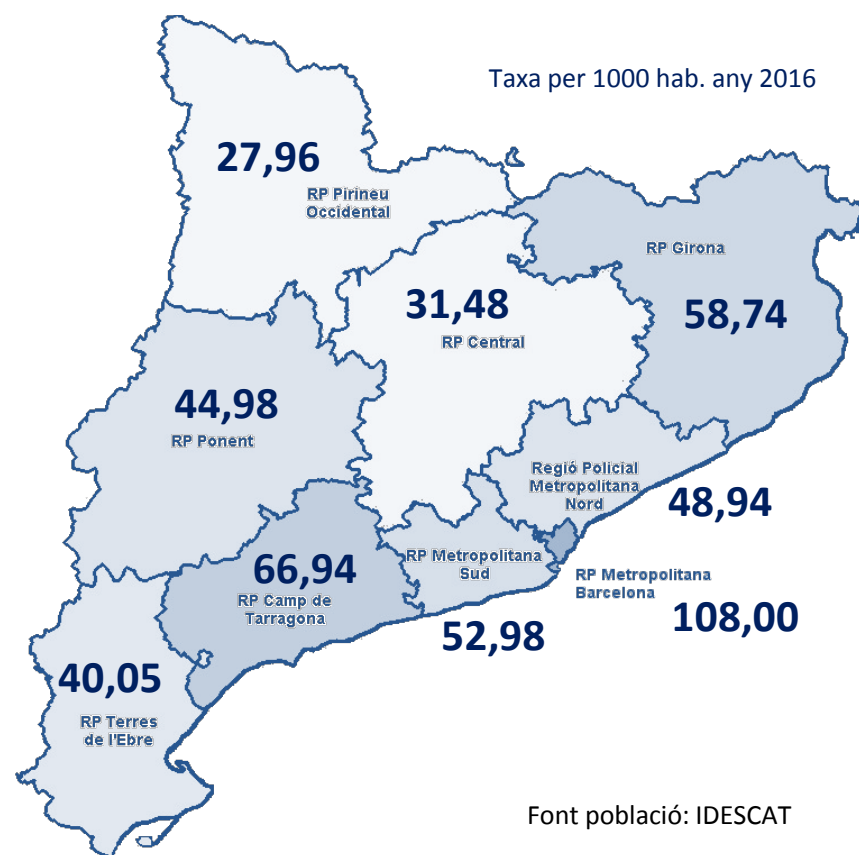 Taxa per 1000 hab. any 2016
27,96
RP Pirineu
Occidental
RP Girona
58,74
31,48
RP Central
44,98
RP Ponent
Regió Policial
Metropolitana
Nord
48,94
RP Metropolitana
Sud
52,98
RP Metropolitana
Barcelona
108,00
66,94
RP Camp de
Tarragona
40,05
RP Terres
de l'Ebre
Font població: IDESCAT